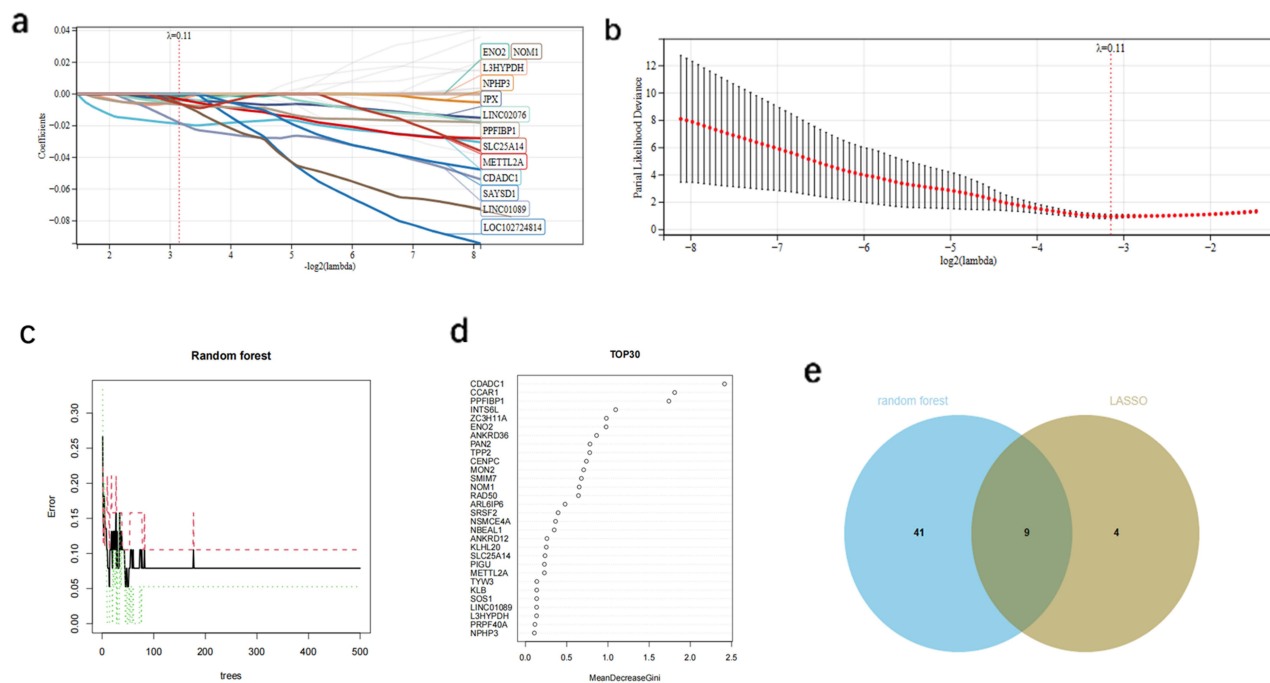 a
λ=0.11
0.04
0.02
0.00
−0.02
−0.04
−0.06
−0.08
Coefficients
ENO2 NOM1
L3HYPDH
NPHP3
JPX
LINC02076
PPFIBP1
SLC25A14
METTL2A
CDADC1
SAYSD1
LINC01089
LOC102724814
2 3 4 5 6 7 8
-log2(lambda)
b
λ=0.11
12
10
8
6
4
2
0
Parial Likelihood Deviance
−8 −7 −6 −5 −4 −3 −2
log2(lambda)
c
Random forest
0.30
0.25
0.20
0.15
0.10
0.05
0.00
Error
0 100 200 300 400 500
trees
d
TOP30
CDADC1
CCAR1
PPFIBP1
INTS6L
ZC3H11A
ENO2
ANKRD36
PAN2
TPP2
CENPC
MON2
SMIM7
NOM1
RAD50
ARL6IP6
SRSF2
NSMCE4A
NBEAL1
ANKRD12
KLHL20
SLC25A14
PIGU
METTL2A
TYW3
KLB
SOS1
LINC01089
L3HYPDH
PRPF40A
NPHP3
0.0 0.5 1.0 1.5 2.0 2.5
MeanDecreaseGini
e
random forest LASSO
41 9 4